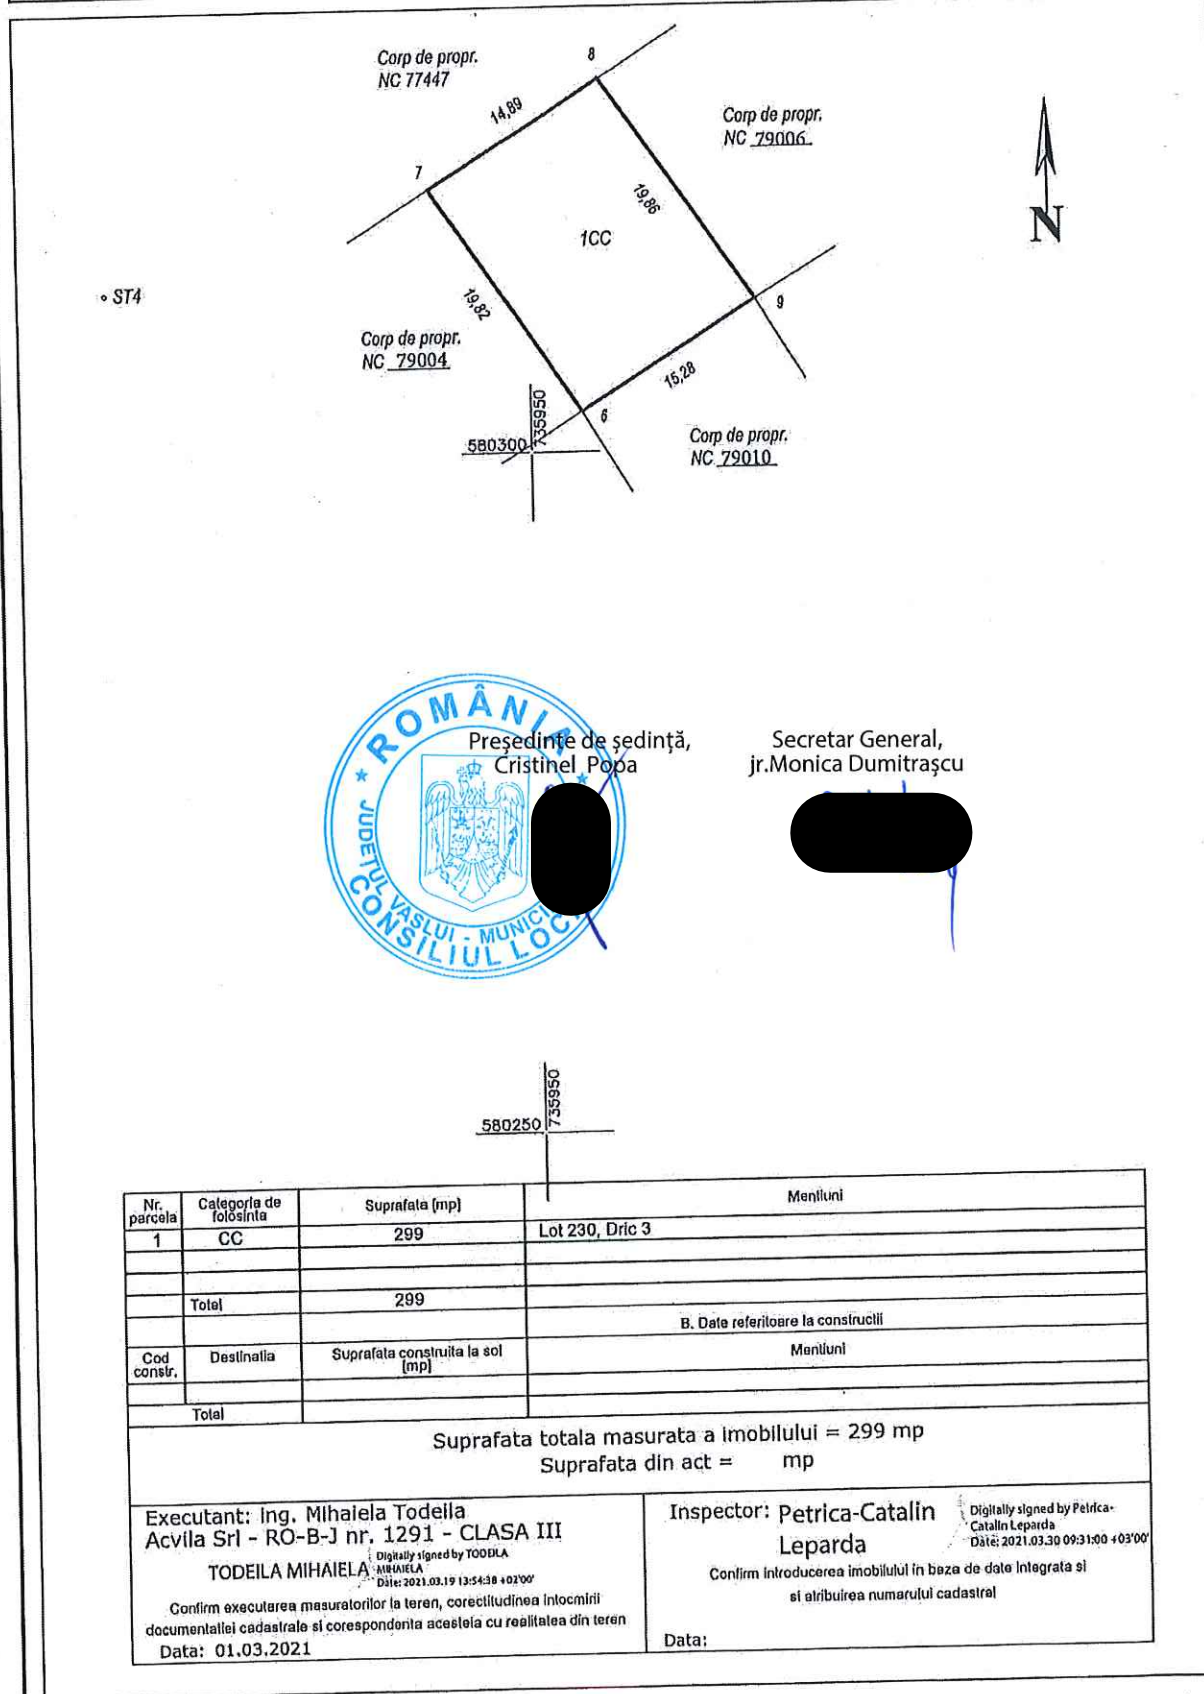 Corp de propr.
NC 77447
8
14,89
Corp de propr.
NC 79006
7
19,86
N
1CC
ST4
19,82
9
Corp de propr.
NC 79004
15,28
6
735950
580300
Corp de propr.
NC 79010
ROMÂNIA
JUDEȚUL VASLUI - MUNICI
CONSILIUL LOC
Președinte de ședință,
Cristinel Popa
Secretar General,
jr.Monica Dumitrașcu
735950
580250
Nr. parcela
Categoria de folosinta
Suprafata (mp)
Mentiuni
1
CC
299
Lot 230, Dric 3
Total
299
B. Date referitoare la constructii
Cod constr.
Destinatia
Suprafata construita la sol (mp)
Mentiuni
Total
Suprafata totala masurata a imobilului = 299 mp
Suprafata din act = mp
Executant: ing. Mihaiela Todeila
Acvila Srl - RO-B-J nr. 1291 - CLASA III
TODEILA MIHAIELA
Digitally signed by TODEILA
MIHAIELA
Date: 2021.03.19 13:54:38 +02'00'
Confirm executarea masuratorilor la teren, corectitudinea intocmirii
documentatiei cadastrale si corespondenta acesteia cu realitatea din teren
Data: 01.03.2021
Inspector: Petrica-Catalin
Leparda
Digitally signed by Petrica-
Catalin Leparda
Date: 2021.03.30 09:31:00 +03'00'
Confirm introducerea imobilului in baza de date integrata si
si atribuirea numarului cadastral
Data: